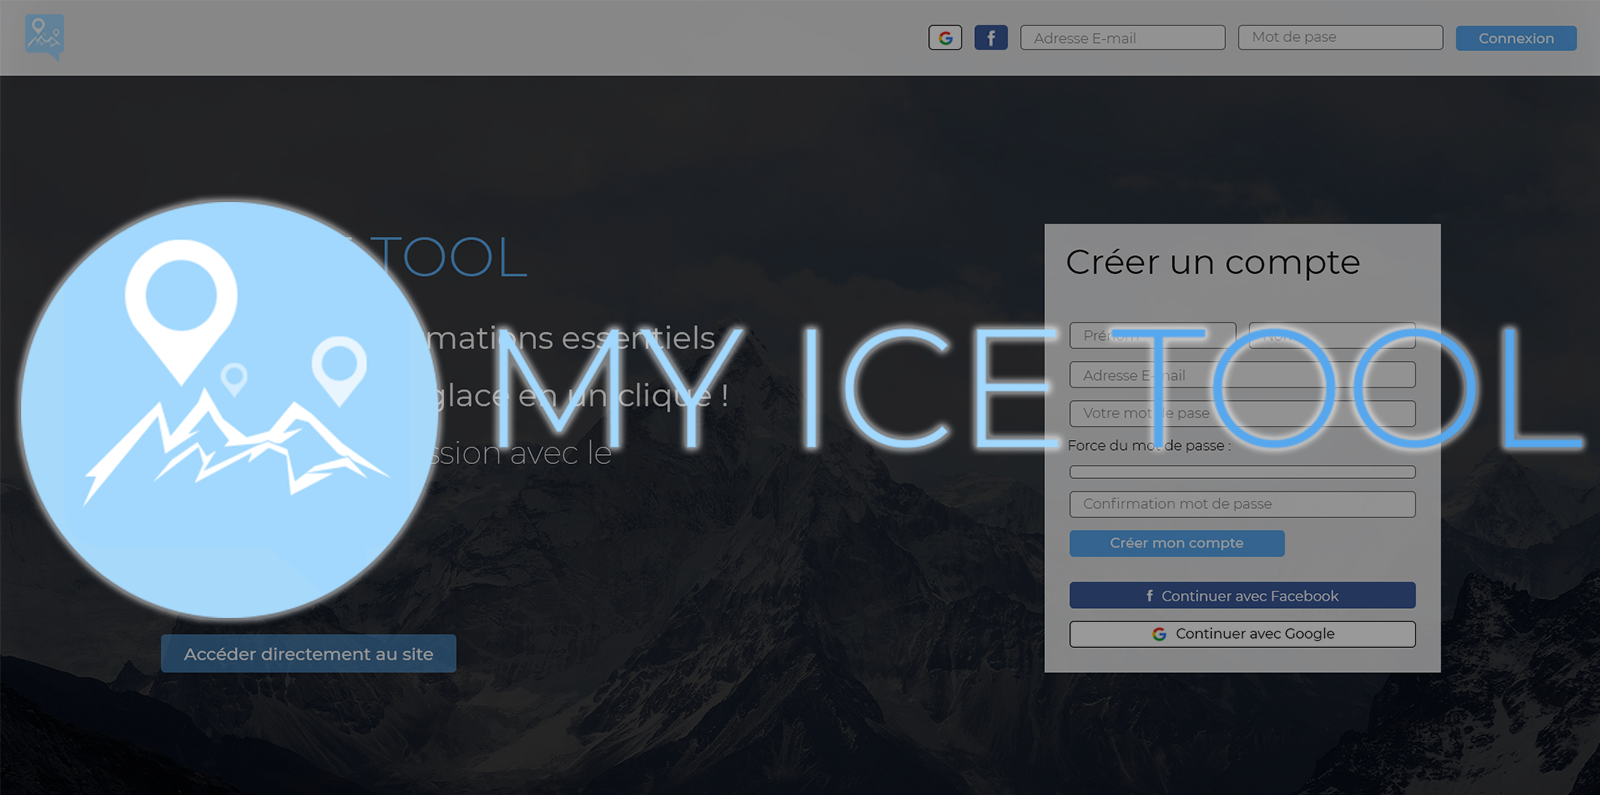 Adresse E-mail
Mot de pase
Connexion
TOOL
mations essentiels
glace en un clique !
ssion avec le
MY ICE TOOL
Créer un compte
Prénom
Nom
Adresse E-mail
Votre mot de pase
Force du mot de passe :
Confirmation mot de passe
Créer mon compte
f Continuer avec Facebook
G Continuer avec Google
Accéder directement au site